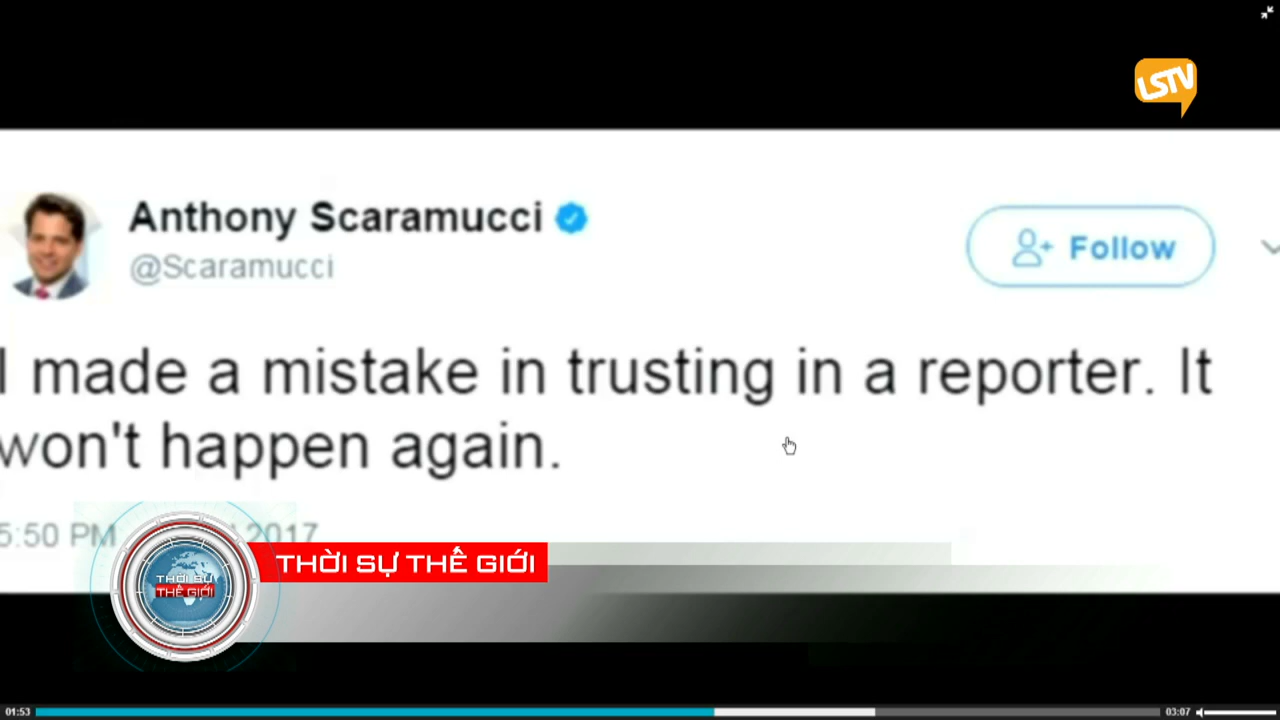 LSTV
Anthony Scaramucci
@Scaramucci
Follow
I made a mistake in trusting in a reporter. It
won't happen again.
5:50 PM 2017
THỜI SỰ THẾ GIỚI
THỜI SỰ
THẾ GIỚI
01:53
03:07